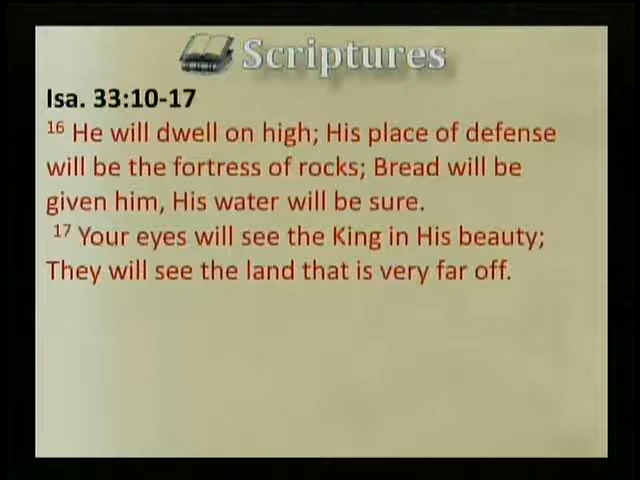 Scriptures
Isa. 33:10-17
16 He will dwell on high; His place of defense
will be the fortress of rocks; Bread will be
given him, His water will be sure.
17 Your eyes will see the King in His beauty;
They will see the land that is very far off.